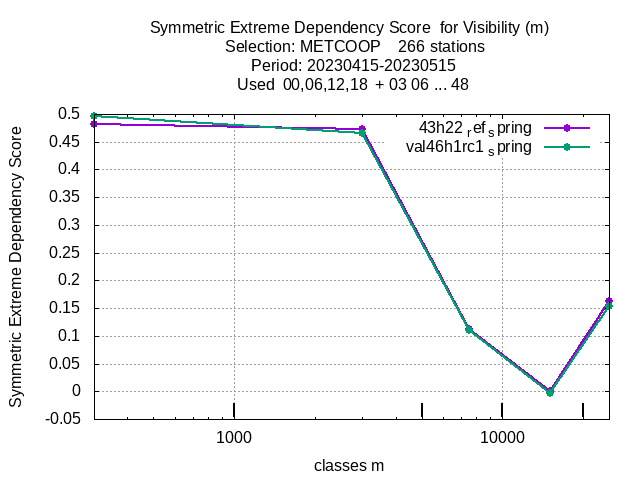 Symmetric Extreme Dependency Score for Visibility (m)
Selection: METCOOP 266 stations
Period: 20230415-20230515
Used 00,06,12,18 + 03 06 ... 48
Symmetric Extreme Dependency Score
0.5
0.45
0.4
0.35
0.3
0.25
0.2
0.15
0.1
0.05
0
-0.05
43h22 ref spring
val46h1rc1 spring
1000
10000
classes m